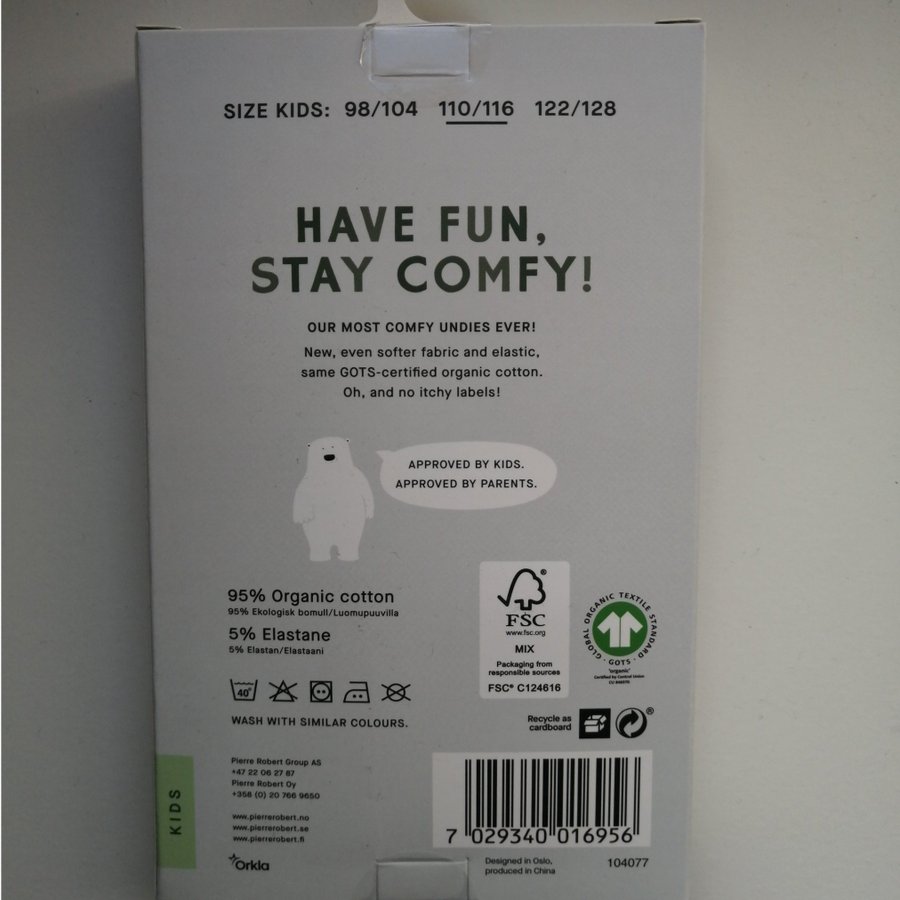 SIZE KIDS: 98/104 110/116 122/128
HAVE FUN,
STAY COMFY!
OUR MOST COMFY UNDIES EVER!
New, even softer fabric and elastic,
same GOTS-certified organic cotton.
Oh, and no itchy labels!
APPROVED BY KIDS.
APPROVED BY PARENTS.
95% Organic cotton
95% Ekologisk bomull/Luomupuuvilla
5% Elastane
5% Elastan/Elastaani
40°
WASH WITH SIMILAR COLOURS.
®
FSC
www.fsc.org
MIX
Packaging from
responsible sources
FSC® C124616
GLOBAL ORGANIC TEXTILE STANDARD
· GOTS ·
"organic"
Certified by Control Union
Recycle as
cardboard
®
KIDS
Pierre Robert Group AS
+47 22 06 27 87
Pierre Robert Oy
+358 (0) 20 766 9650
www.pierrerobert.no
www.pierrerobert.se
www.pierrerobert.fi
Orkla
7 029340 016956
Designed in Oslo,
produced in China
104077